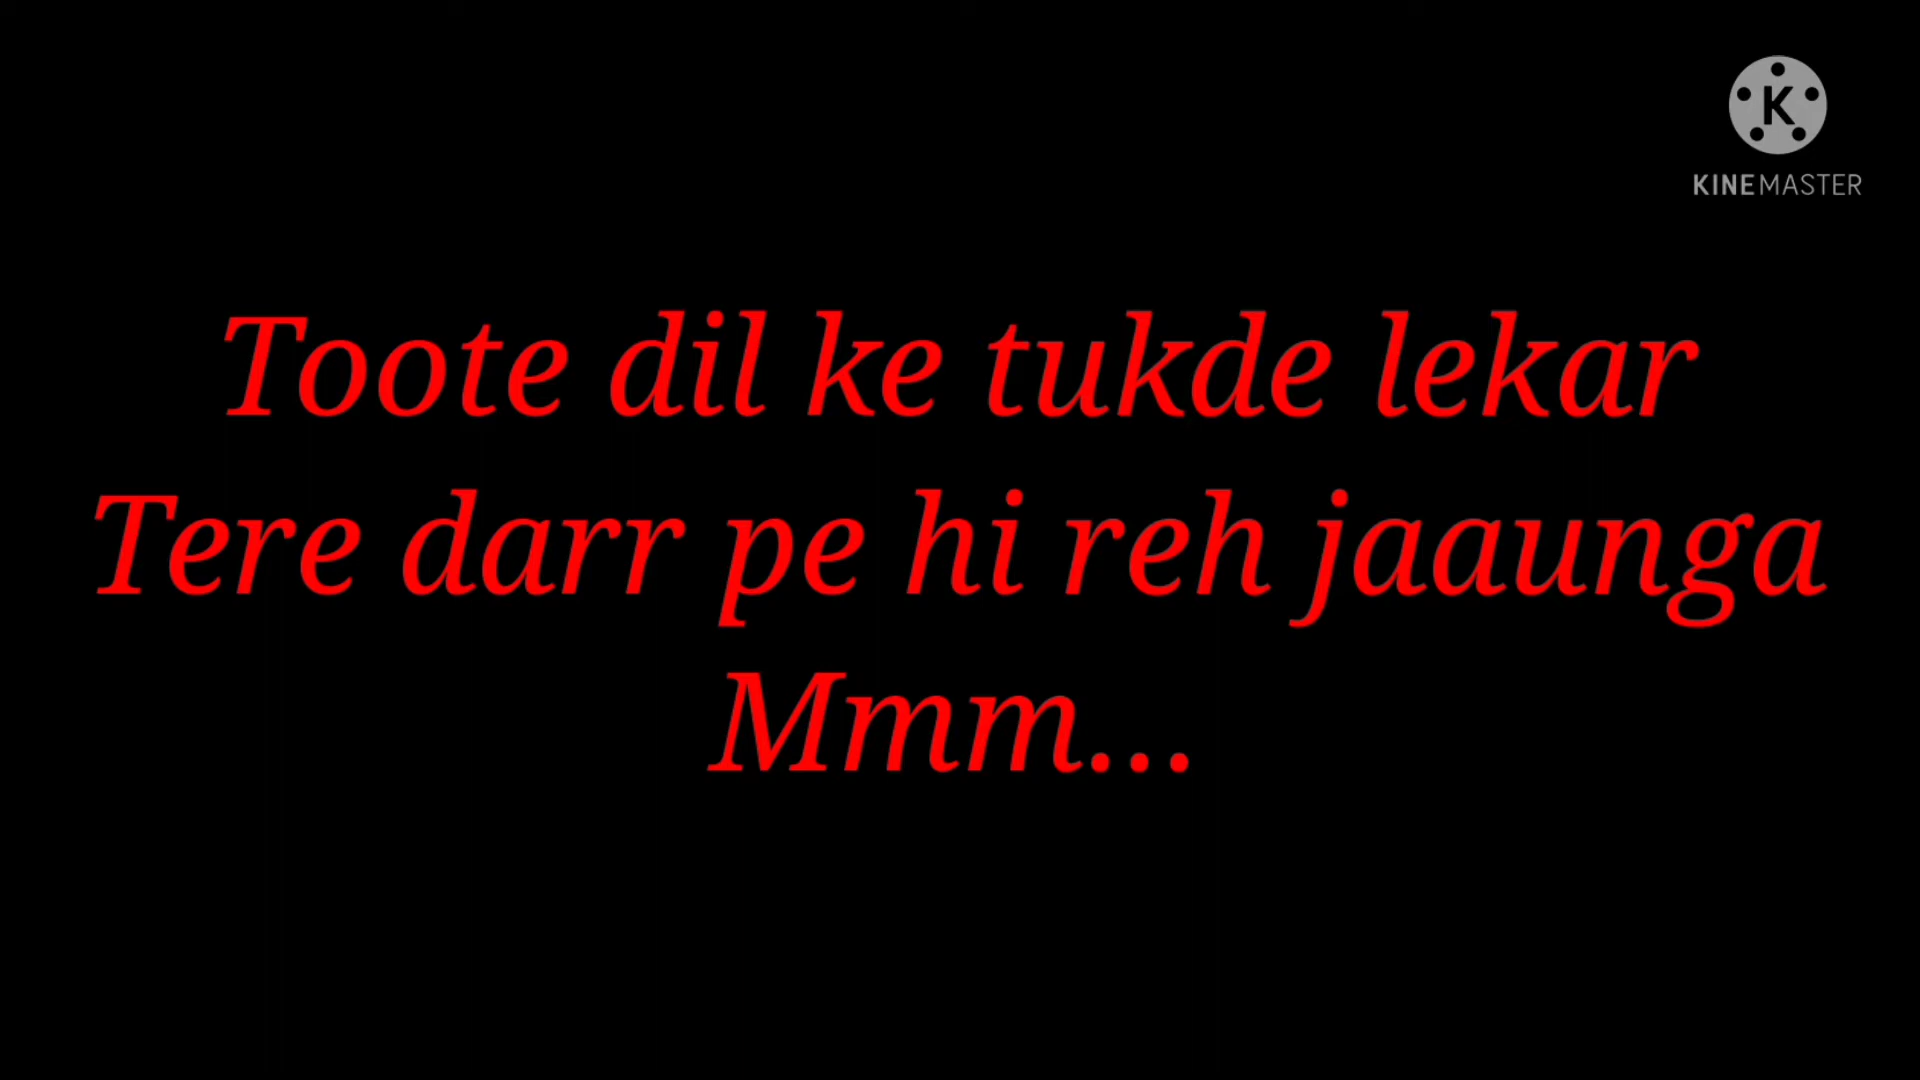 K
KINEMASTER
Toote dil ke tukde lekar
Tere darr pe hi reh jaaunga
Mmm...